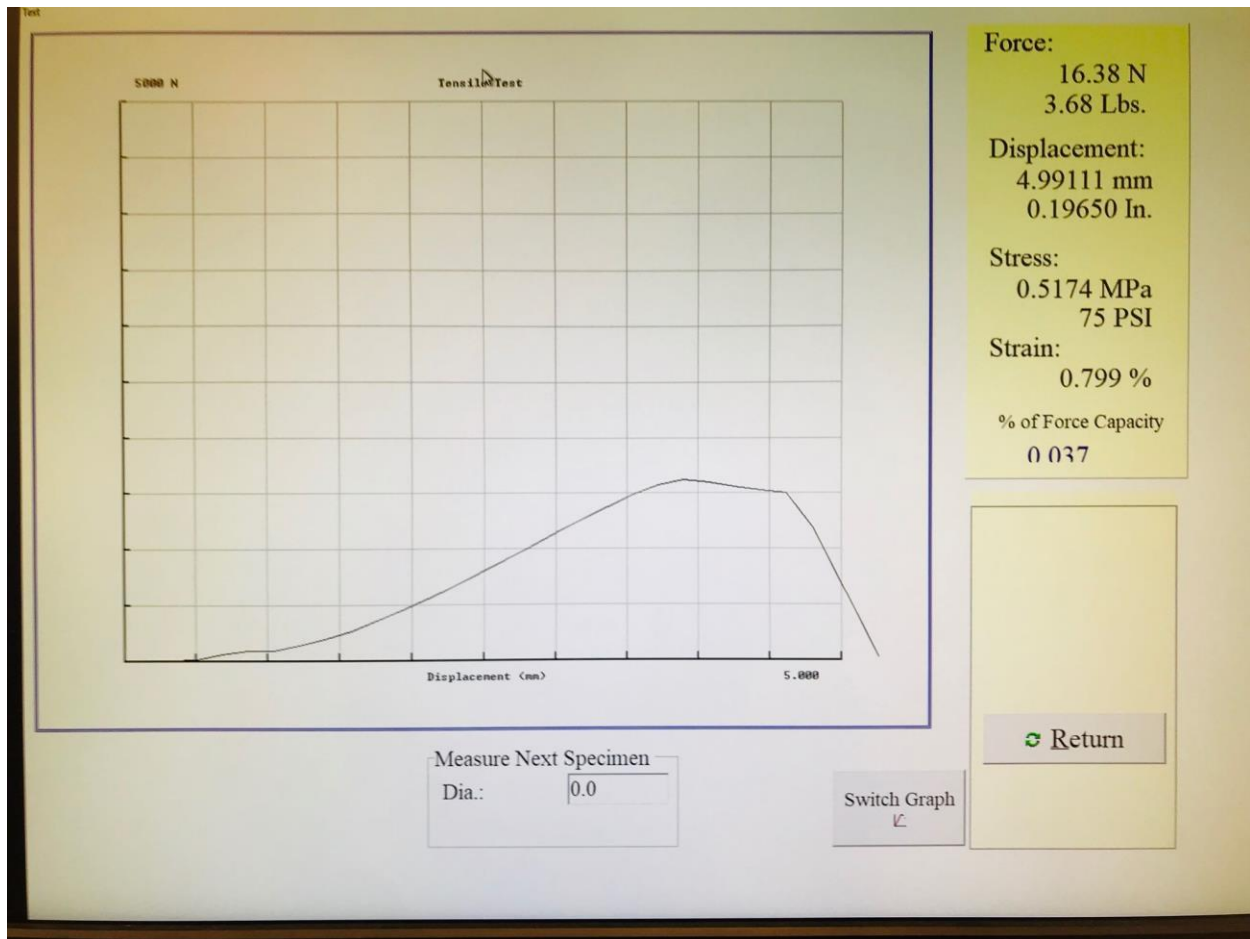 Test
5000 N
Tensile Test
Displacement (mm)
5.000
Force:
16.38 N
3.68 Lbs.
Displacement:
4.99111 mm
0.19650 In.
Stress:
0.5174 MPa
75 PSI
Strain:
0.799 %
% of Force Capacity
0.037
Return
Measure Next Specimen
Dia.: 0.0
Switch Graph